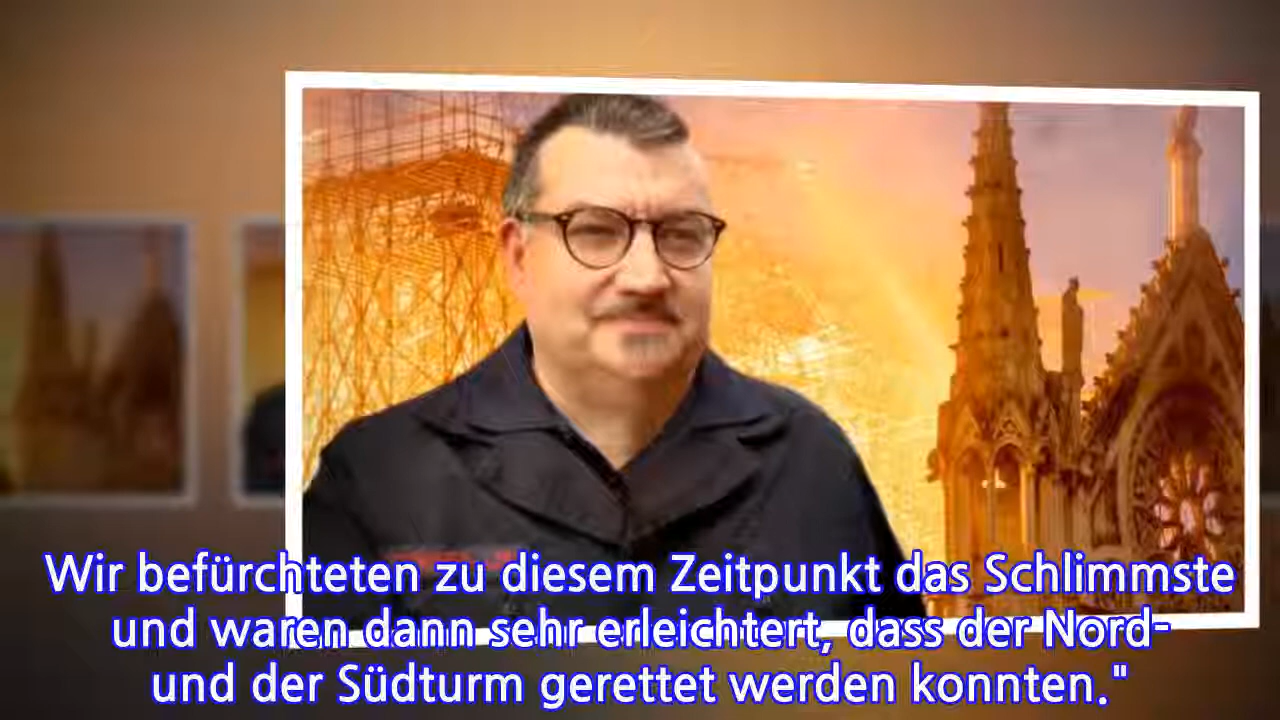 Wir befürchteten zu diesem Zeitpunkt das Schlimmste
und waren dann sehr erleichtert, dass der Nord-
und der Südturm gerettet werden konnten."